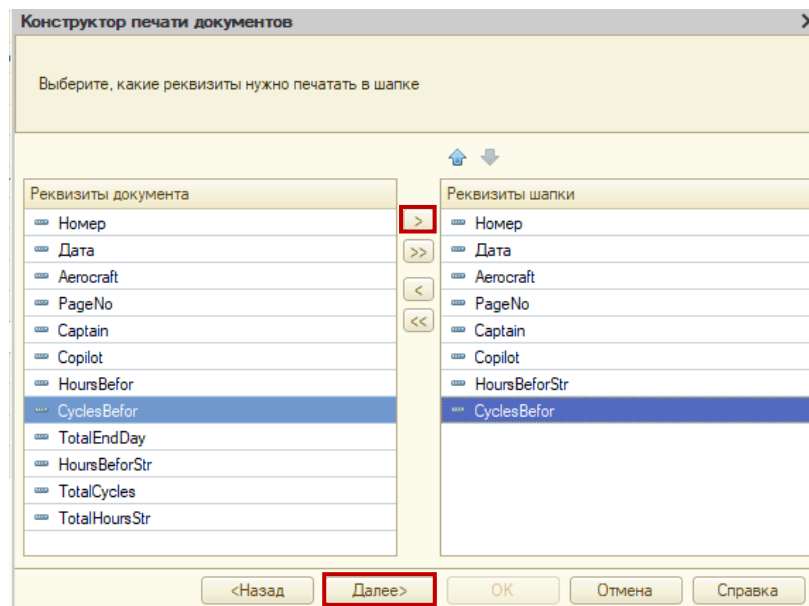 Конструктор печати документов
Выберите, какие реквизиты нужно печатать в шапке
Реквизиты документа
Номер
Дата
Aerocraft
PageNo
Captain
Copilot
HoursBefor
CyclesBefor
TotalEndDay
HoursBeforStr
TotalCycles
TotalHoursStr
>
>>
<
<<
Реквизиты шапки
Номер
Дата
Aerocraft
PageNo
Captain
Copilot
HoursBeforStr
CyclesBefor
<Назад Далее> OK Отмена Справка